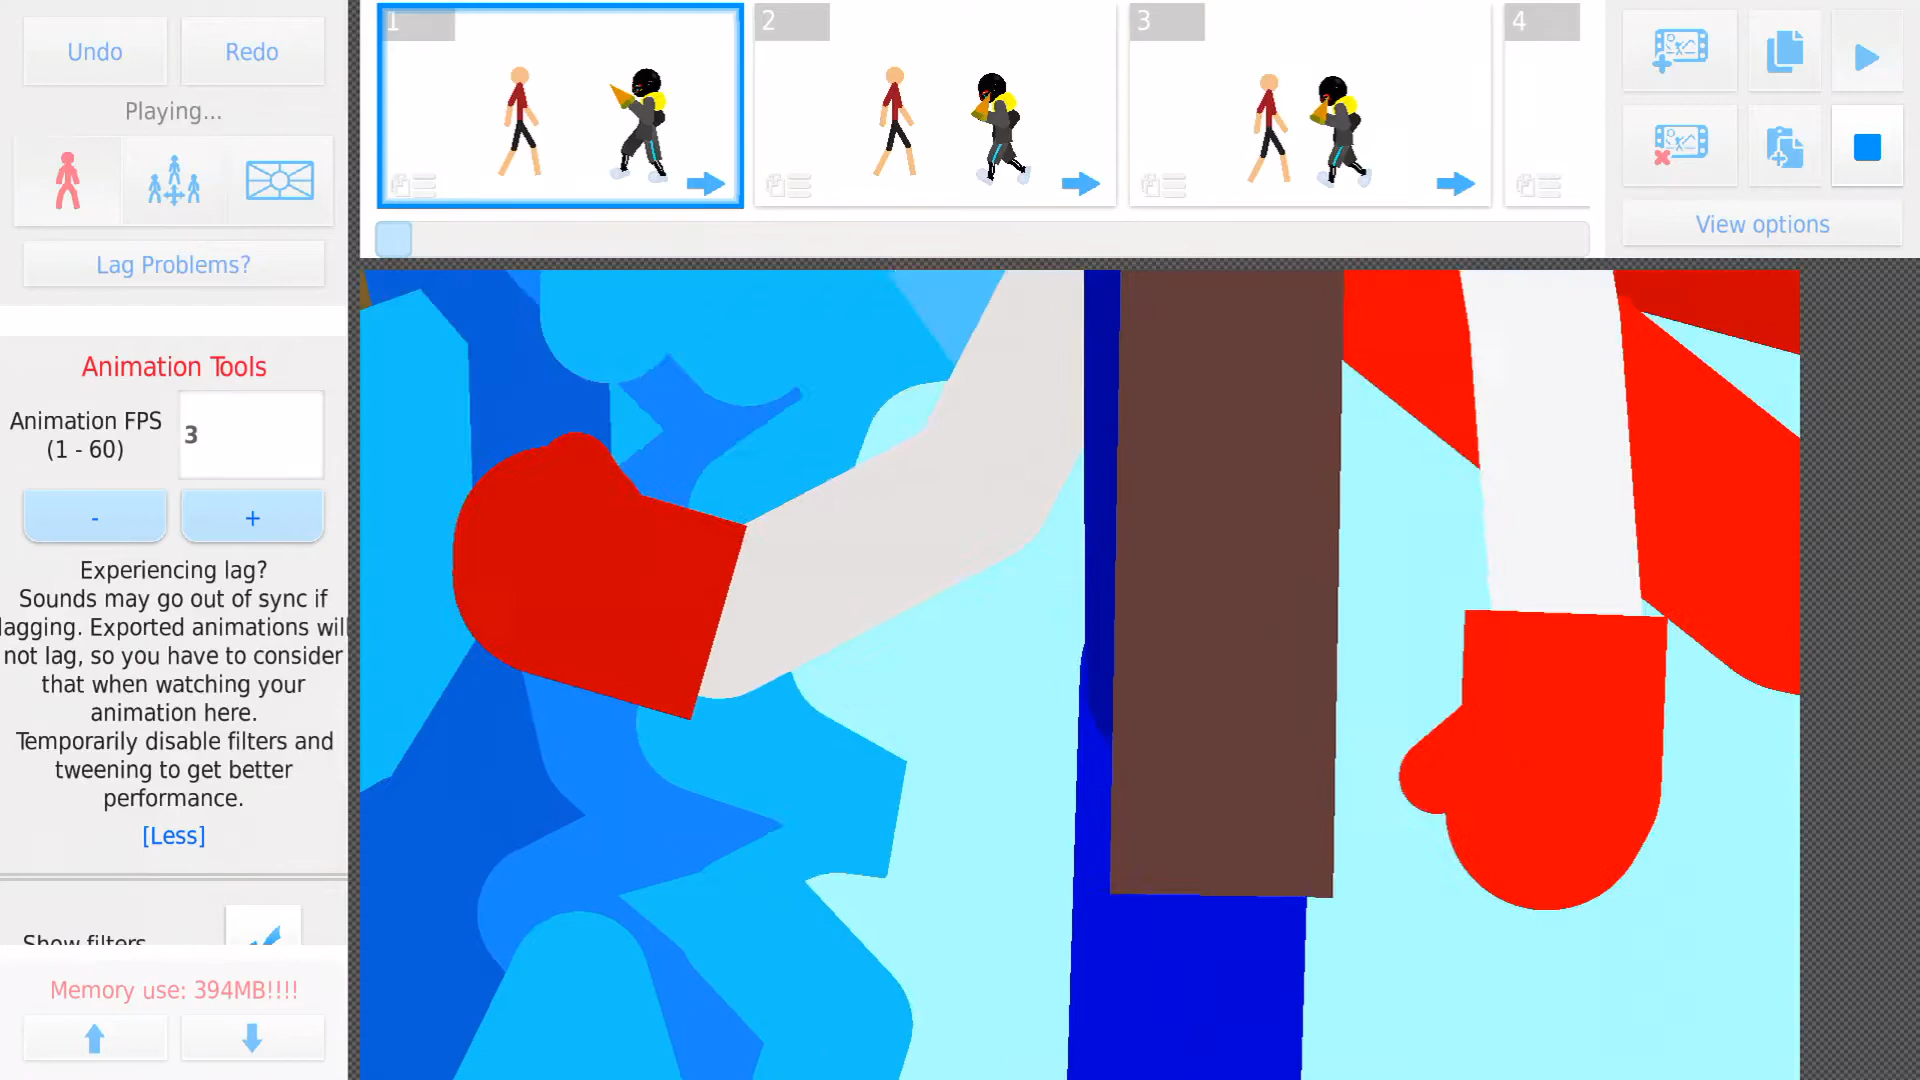 Undo
Redo
Playing...
Lag Problems?
Animation Tools
Animation FPS
(1 - 60)
3
-
+
Experiencing lag?
Sounds may go out of sync if
lagging. Exported animations will
not lag, so you have to consider
that when watching your
animation here.
Temporarily disable filters and
tweening to get better
performance.
[Less]
Show filters
Memory use: 394MB!!!!
1
2
3
4
View options